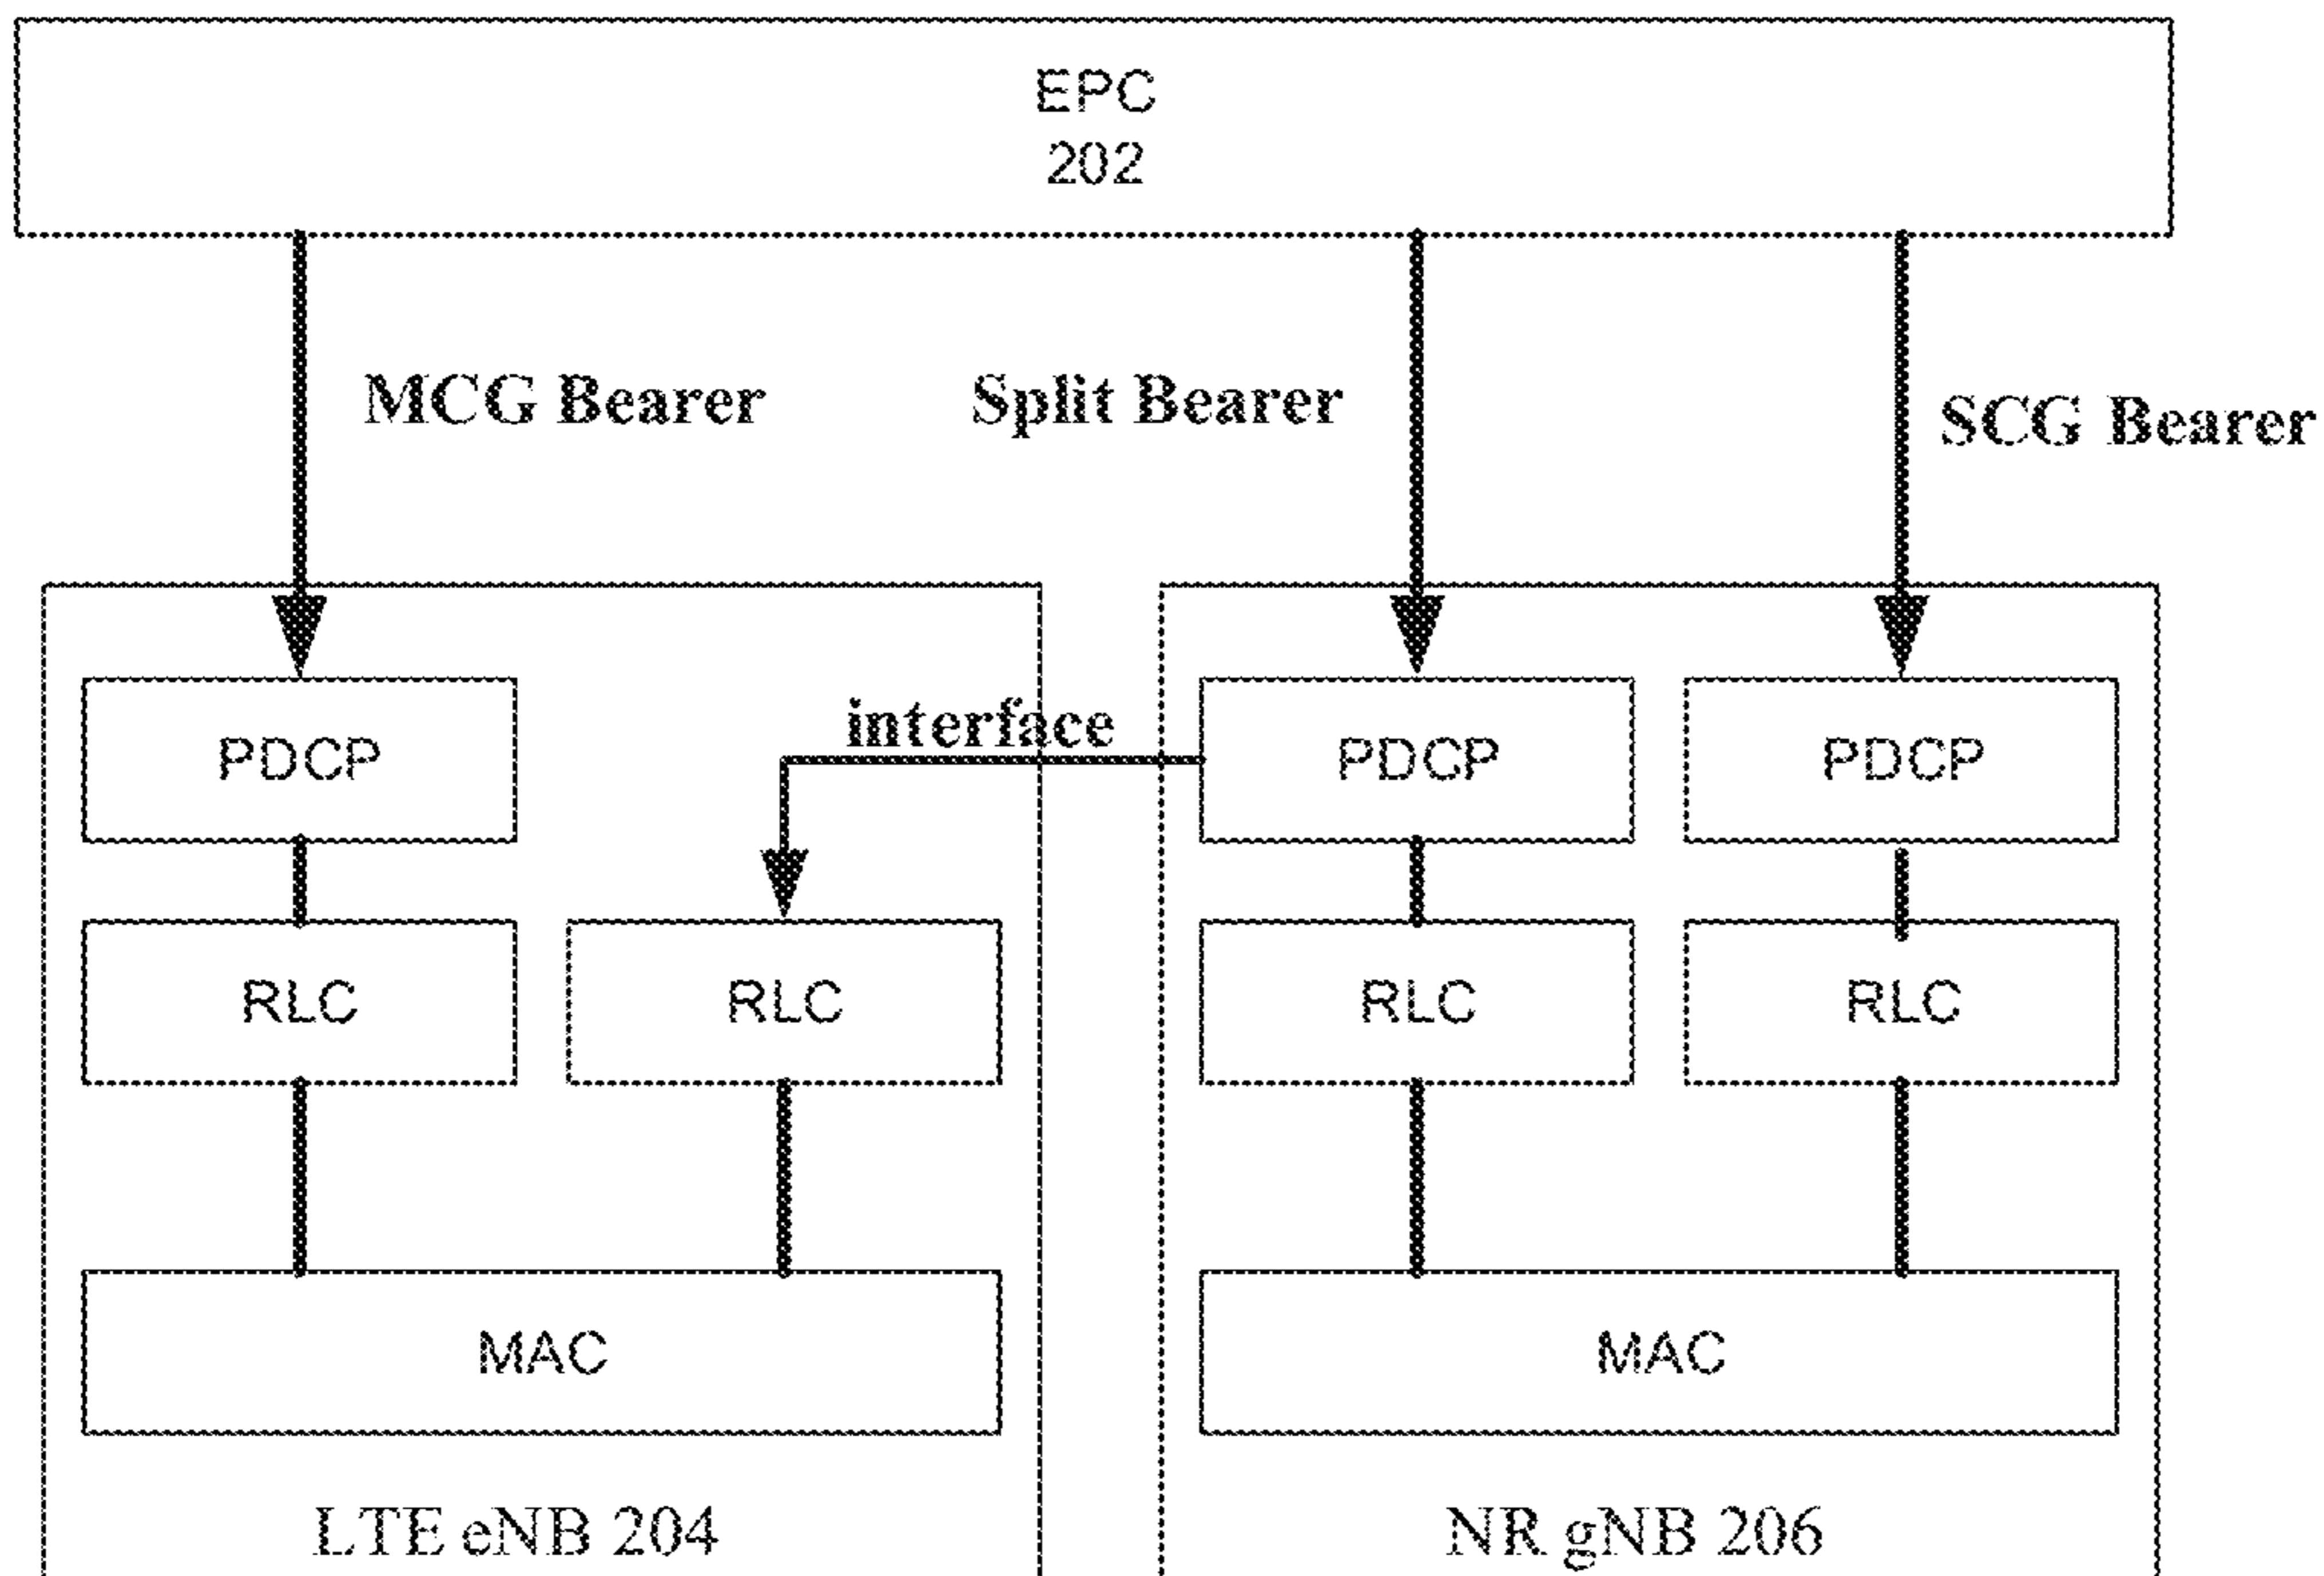 EPC
202
MCG Bearer
Split Bearer
SCG Bearer
interface
PDCP
PDCP
PDCP
RLC
RLC
RLC
RLC
MAC
MAC
LTE eNB 204
NR gNB 206